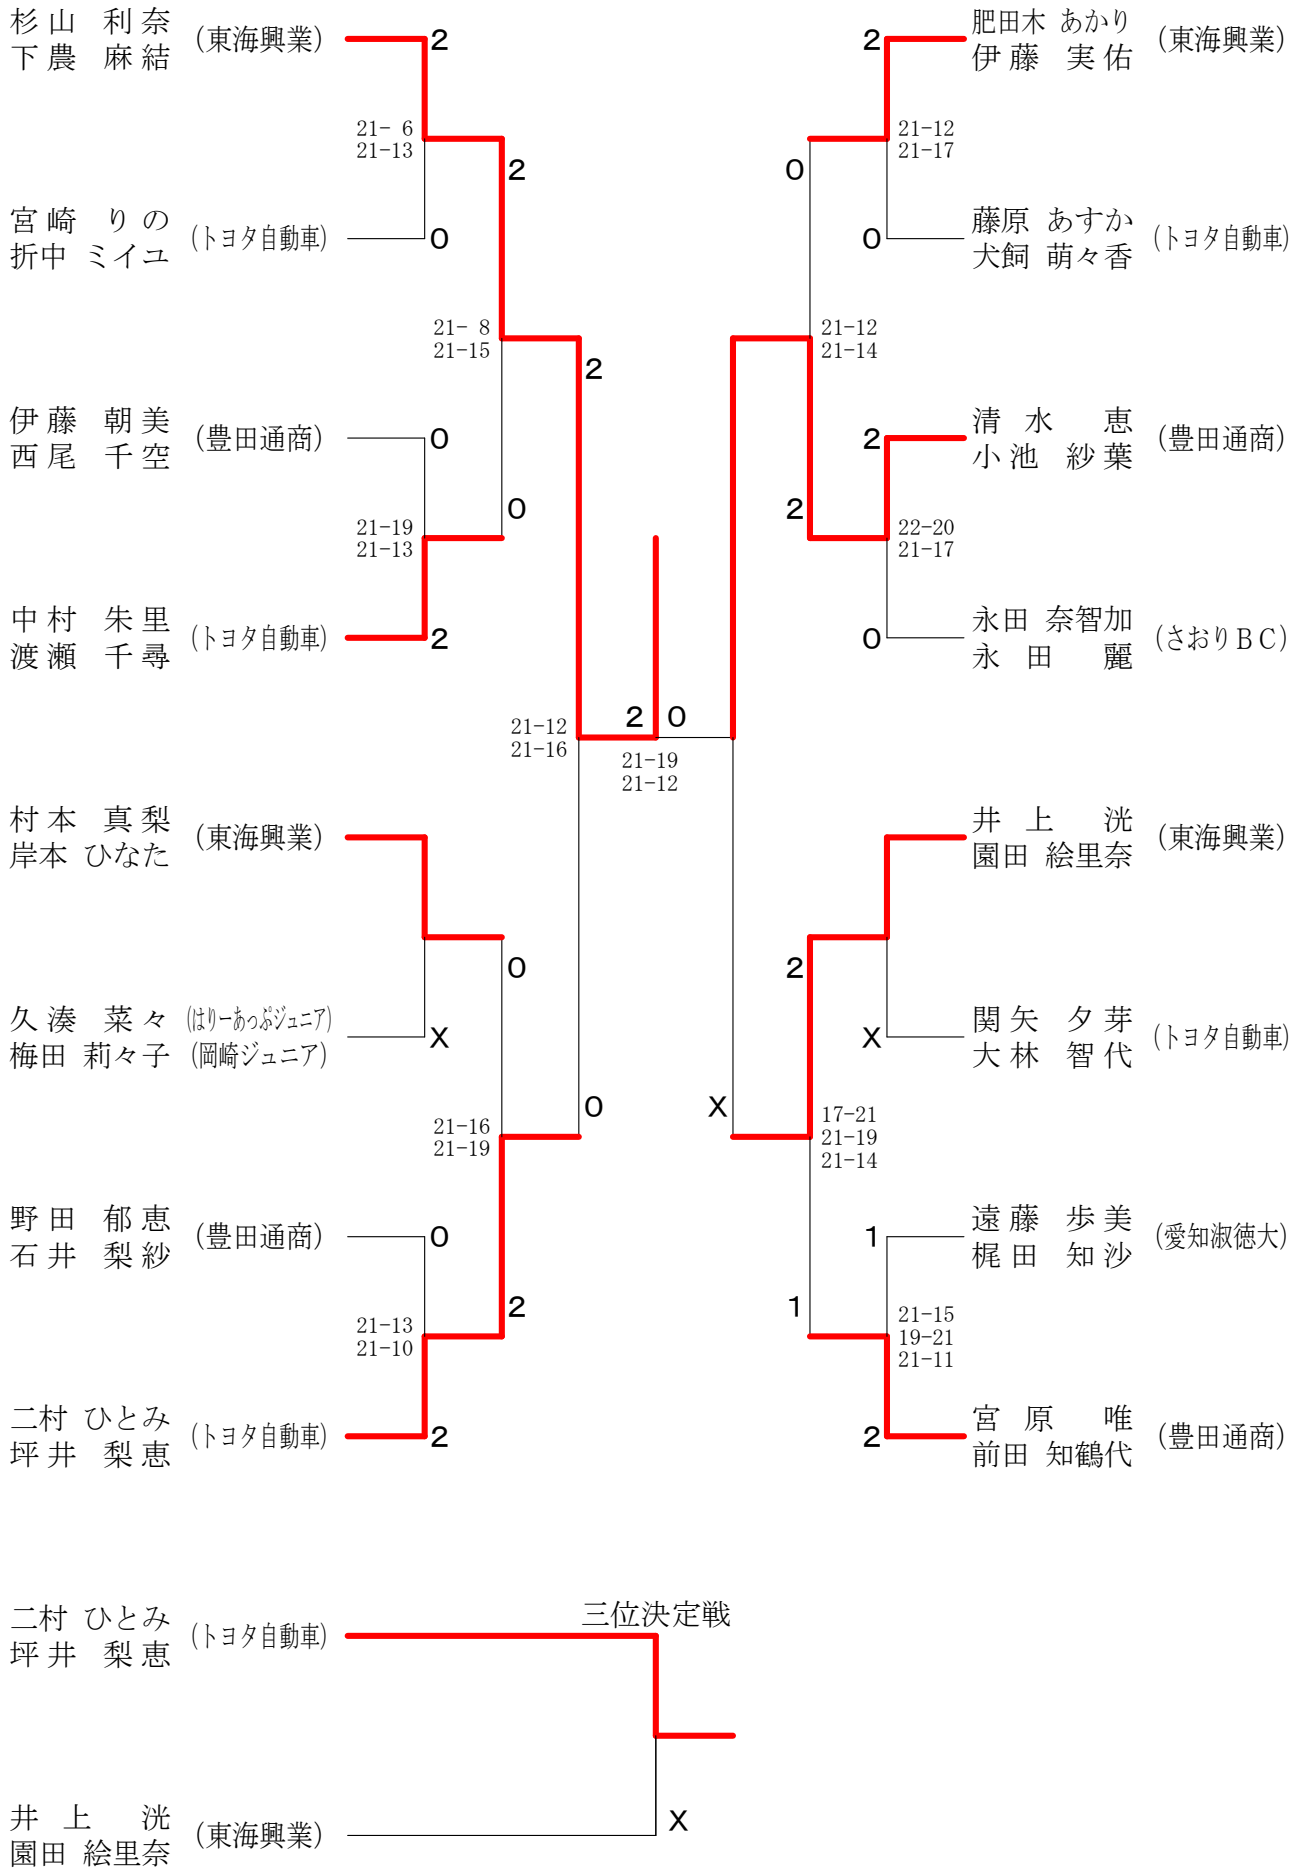 杉山 利奈
下農 麻結
(東海興業)
2
21- 6
21-13
宮崎 りの
折中 ミイユ
(トヨタ自動車)
0
2
21- 8
21-15
伊藤 朝美
西尾 千空
(豊田通商)
0
21-19
21-13
0
中村 朱里
渡瀬 千尋
(トヨタ自動車)
2
2
21-12
21-16
村本 真梨
岸本 ひなた
(東海興業)
0
久湊 菜々 (はりーあっぷジュニア)
梅田 莉々子 (岡崎ジュニア)
X
21-16
21-19
0
野田 郁恵
石井 梨紗
(豊田通商)
0
21-13
21-10
2
二村 ひとみ
坪井 梨恵
(トヨタ自動車)
2
2 0
21-19
21-12
肥田木 あかり
伊藤 実佑
(東海興業)
2
21-12
21-17
0
藤原 あすか
犬飼 萌々香
(トヨタ自動車)
0
21-12
21-14
清水 恵
小池 紗葉
(豊田通商)
2
22-20
21-17
2
永田 奈智加
永田 麗
(さおりBC)
0
井上 洸
園田 絵里奈
(東海興業)
2
関矢 夕芽
大林 智代
(トヨタ自動車)
X
X
17-21
21-19
21-14
遠藤 歩美
梶田 知沙
(愛知淑徳大)
1
1
21-15
19-21
21-11
宮原 唯
前田 知鶴代
(豊田通商)
2
三位決定戦
二村 ひとみ
坪井 梨恵
(トヨタ自動車)
X
井上 洸
園田 絵里奈
(東海興業)